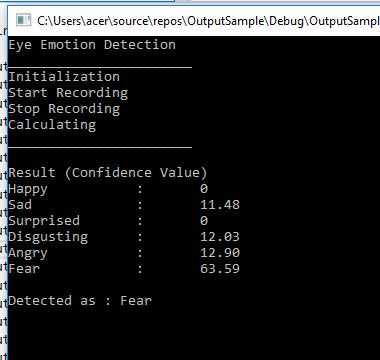 C:\Users\acer\source\repos\OutputSample\Debug\OutputSampl
Eye Emotion Detection
_______________________
Initialization
Start Recording
Stop Recording
Calculating
_______________________
Result (Confidence Value)
Happy : 0
Sad : 11.48
Surprised : 0
Disgusting : 12.03
Angry : 12.90
Fear : 63.59
Detected as : Fear